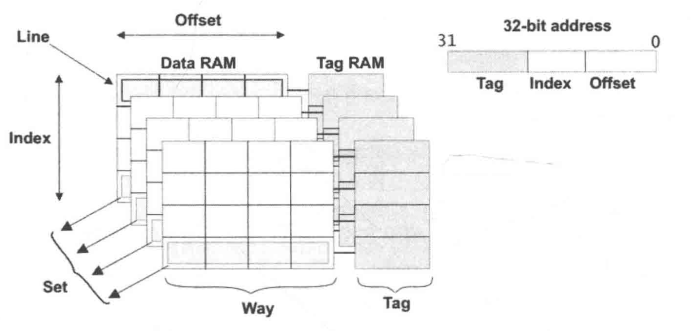 Offset
32-bit address
Line
31
0
Data RAM
Tag RAM
Tag
Index
Offset
Index
Set
Way
Tag